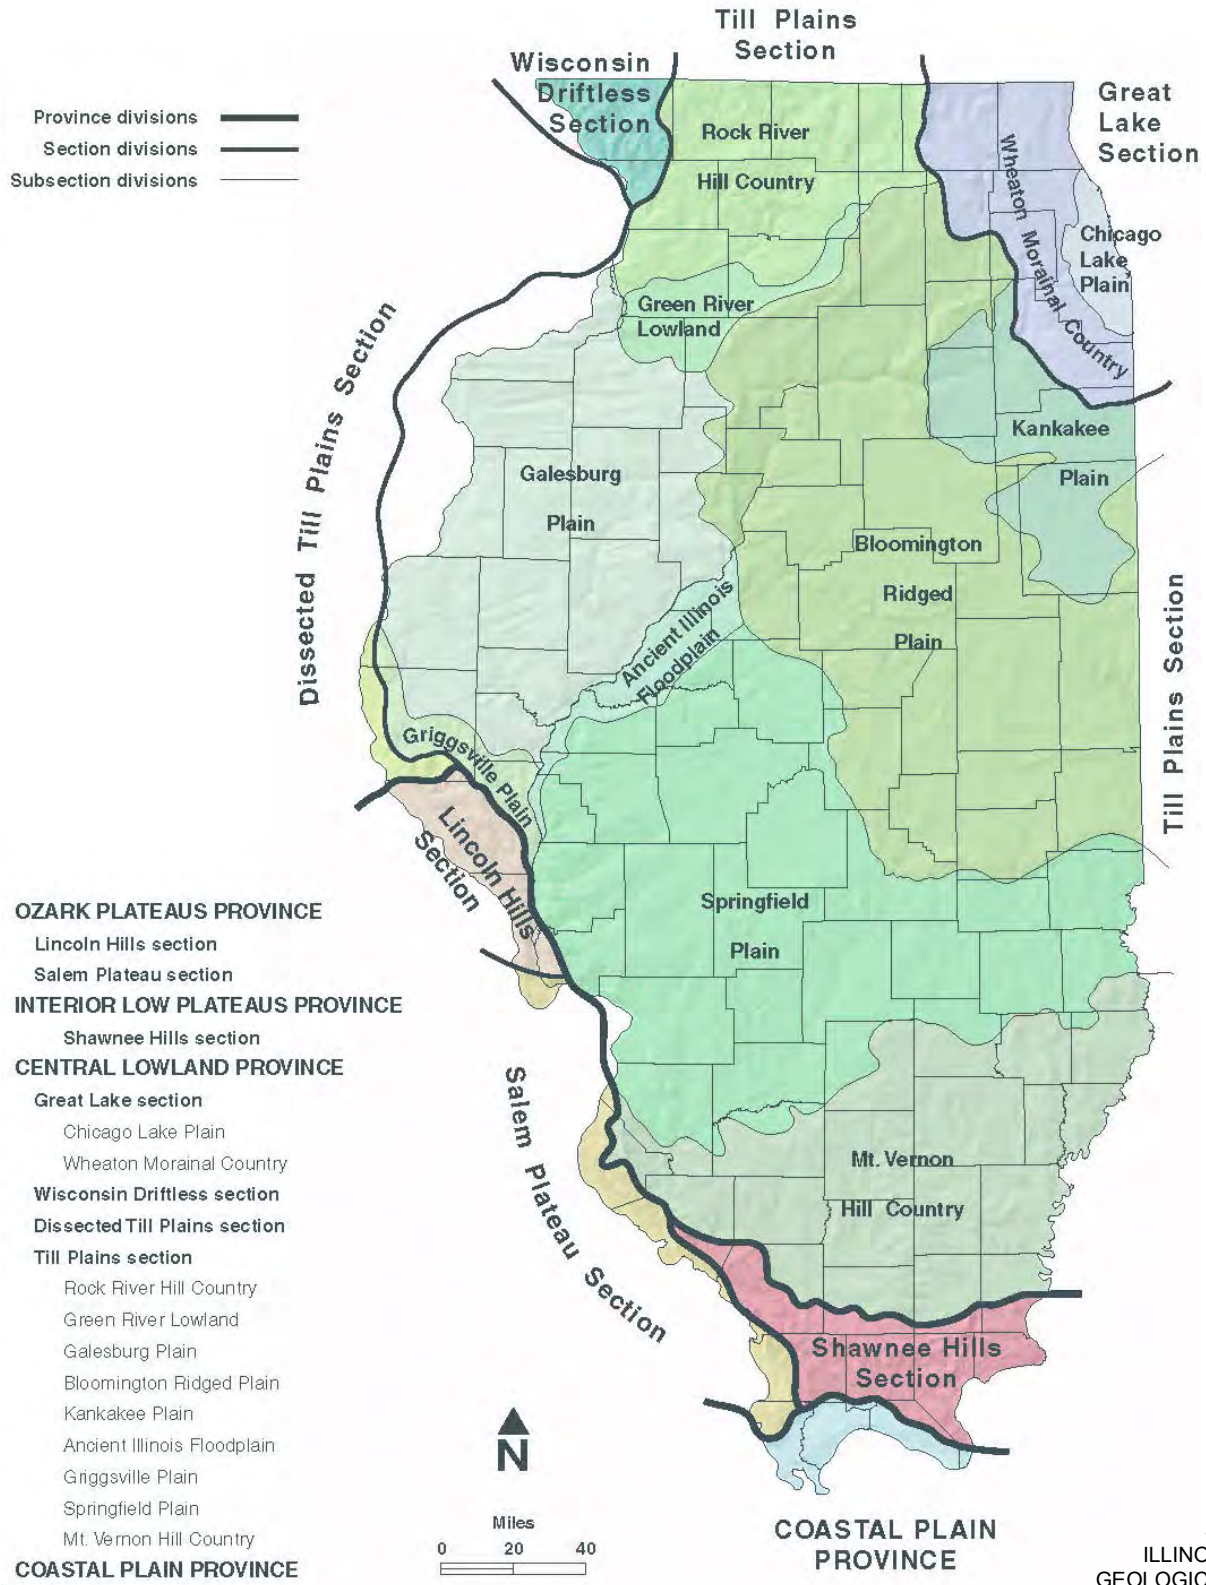 Till Plains
Section
Wisconsin
Driftless
Section
Great
Lake
Section
Province divisions
Section divisions
Subsection divisions
Rock River
Hill Country
Wheaton Morainal Country
Chicago
Lake
Plain
Green River
Lowland
Dissected Till Plains Section
Kankakee
Plain
Galesburg
Plain
Bloomington
Ridged
Plain
Ancient Illinois
Floodplain
Till Plains Section
Griggsville Plain
Lincoln Hills
Section
Springfield
Plain
OZARK PLATEAUS PROVINCE
Lincoln Hills section
Salem Plateau section
INTERIOR LOW PLATEAUS PROVINCE
Shawnee Hills section
CENTRAL LOWLAND PROVINCE
Great Lake section
Chicago Lake Plain
Wheaton Morainal Country
Wisconsin Driftless section
Dissected Till Plains section
Till Plains section
Rock River Hill Country
Green River Lowland
Galesburg Plain
Bloomington Ridged Plain
Kankakee Plain
Ancient Illinois Floodplain
Griggsville Plain
Springfield Plain
Mt. Vernon Hill Country
COASTAL PLAIN PROVINCE
Salem Plateau Section
Mt. Vernon
Hill Country
Shawnee Hills
Section
N
Miles
0 20 40
COASTAL PLAIN
PROVINCE
ILLINO
GEOLOGIC